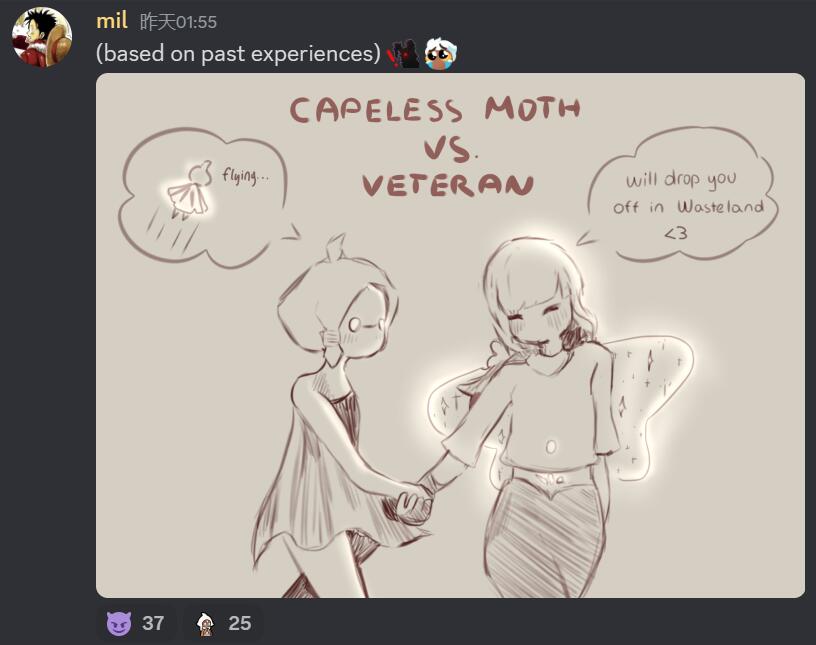 mil 昨天01:55
(based on past experiences)
CAPELESS MOTH
VS.
VETERAN
flying...
will drop you
off in Wasteland
<3
37 25